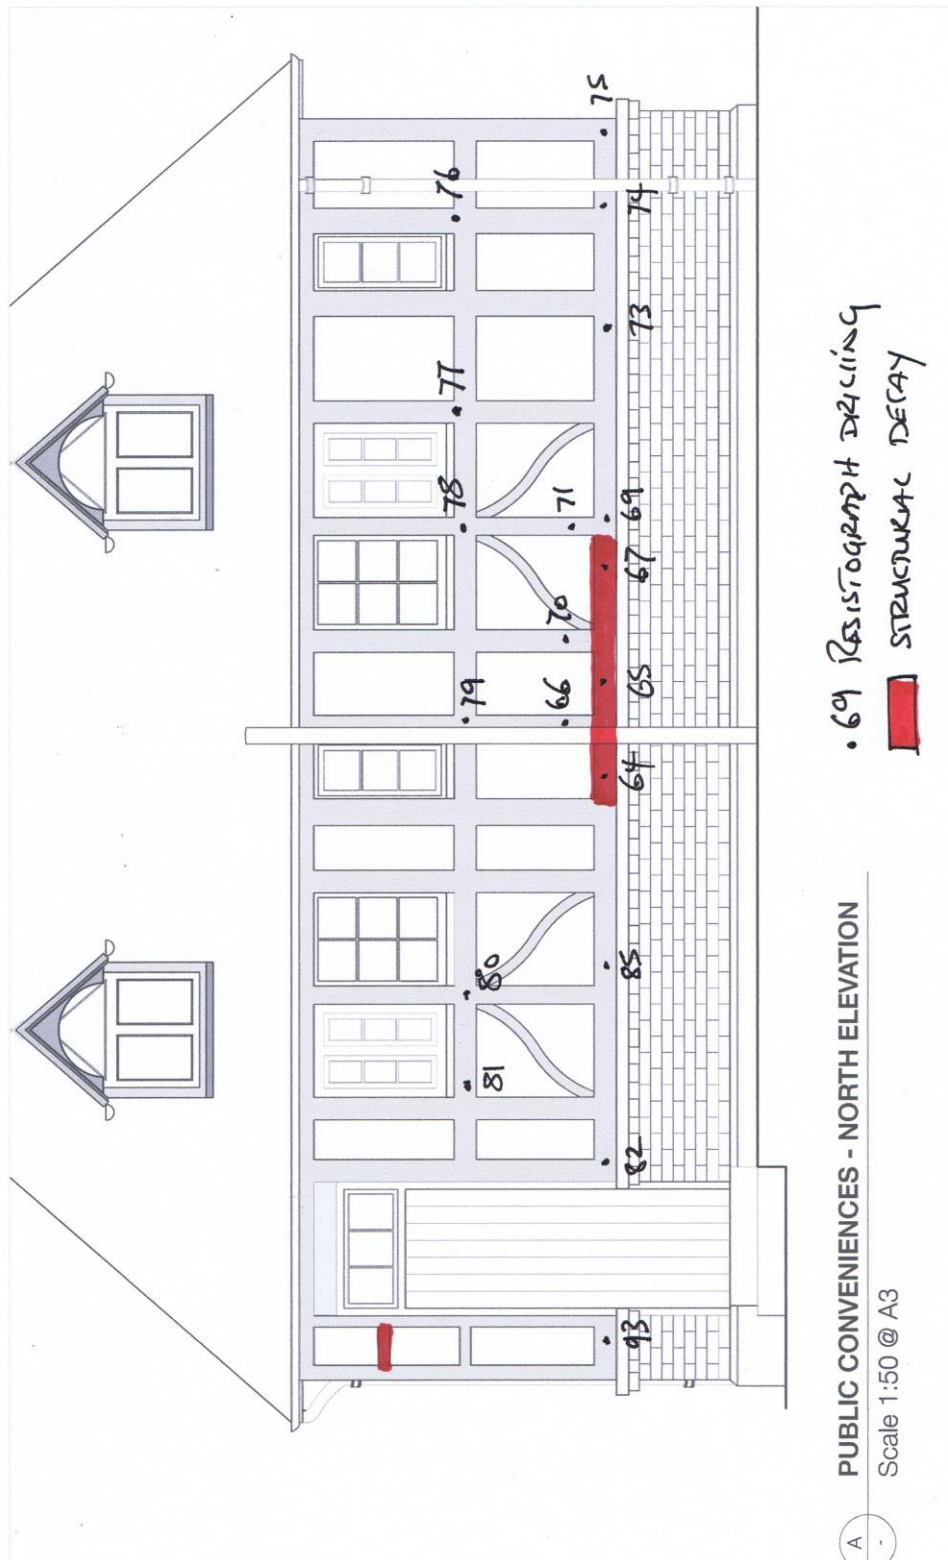 81 80 79 78 77 76
66 70 71
93 82 85 64 65 67 69 73 74 75
A PUBLIC CONVENIENCES - NORTH ELEVATION
- Scale 1:50 @ A3
. 69 RESISTOGRAPH DRILLING
STRUCTURAL DECAY